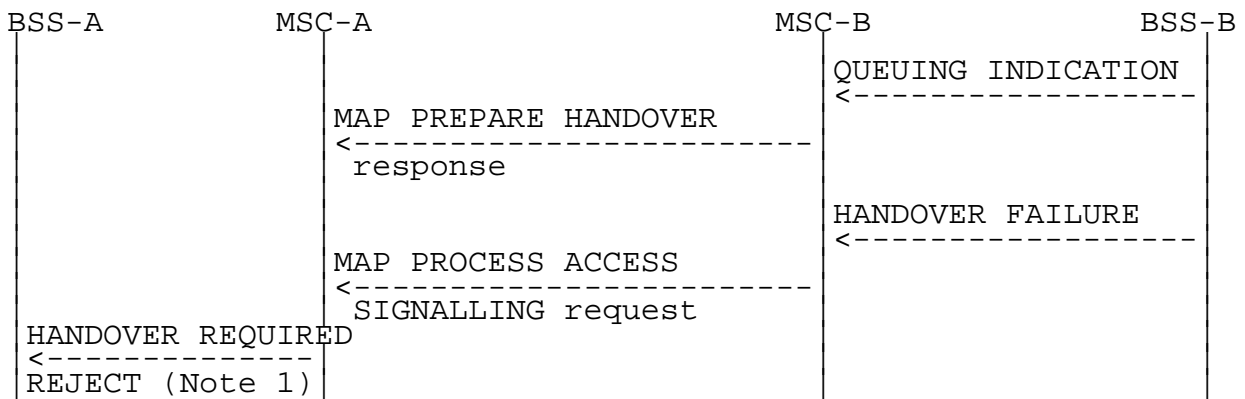 BSS-A MSC-A MSC-B BSS-B
QUEUING INDICATION
MAP PREPARE HANDOVER
response
HANDOVER FAILURE
MAP PROCESS ACCESS
SIGNALLING request
HANDOVER REQUIRED
REJECT (Note 1)